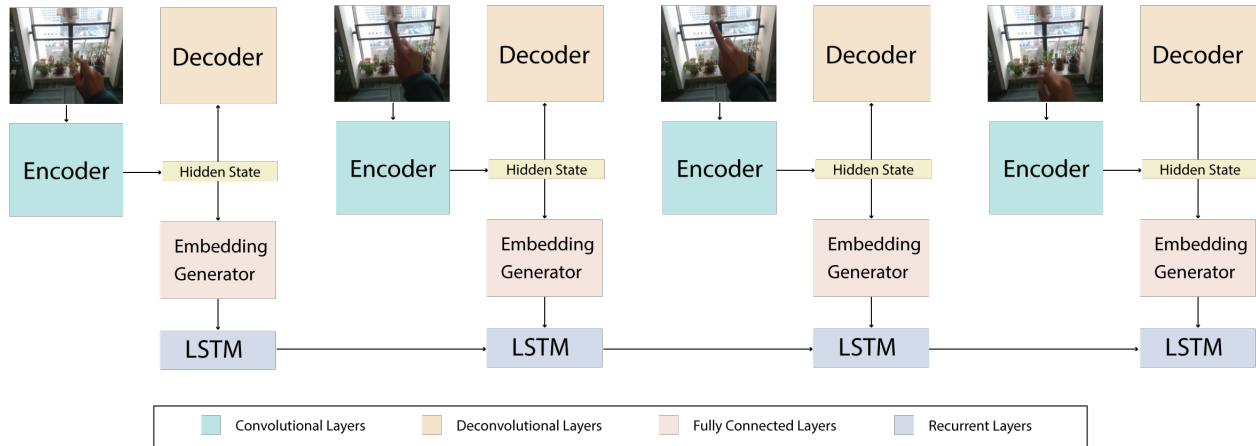 Decoder
Decoder
Decoder
Decoder
Encoder
Hidden State
Encoder
Hidden State
Encoder
Hidden State
Encoder
Hidden State
Embedding
Generator
Embedding
Generator
Embedding
Generator
Embedding
Generator
LSTM
LSTM
LSTM
LSTM
Convolutional Layers
Deconvolutional Layers
Fully Connected Layers
Recurrent Layers